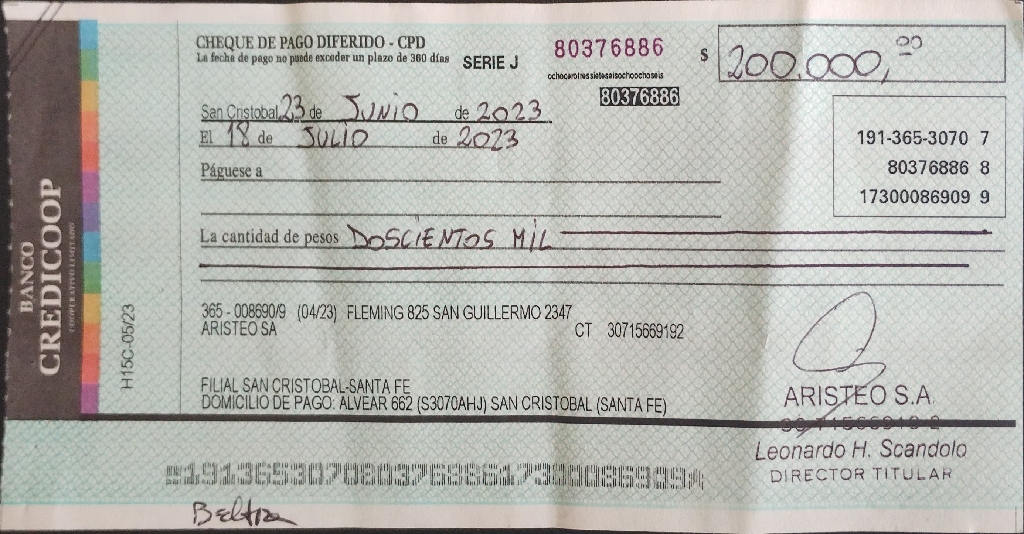 BANCO
CREDICOOP
COOPERATIVO LIMITADO
H15C-05/23
CHEQUE DE PAGO DIFERIDO - CPD
La fecha de pago no puede exceder un plazo de 360 días
SERIE J
80376886
ochocerotressieteseisochoochoseis
80376886
$ 200.000,00
San Cristobal, 23 de JUNIO de 2023
El 18 de JULIO de 2023
191-365-3070 7
80376886 8
17300086909 9
Páguese a
La cantidad de pesos DOSCIENTOS MIL
365 - 008690/9 (04/23) FLEMING 825 SAN GUILLERMO 2347
ARISTEO SA
CT 30715669192
FILIAL SAN CRISTOBAL-SANTA FE
DOMICILIO DE PAGO: ALVEAR 662 (S3070AHJ) SAN CRISTOBAL (SANTA FE)
ARISTEO S.A.
Leonardo H. Scandolo
DIRECTOR TITULAR